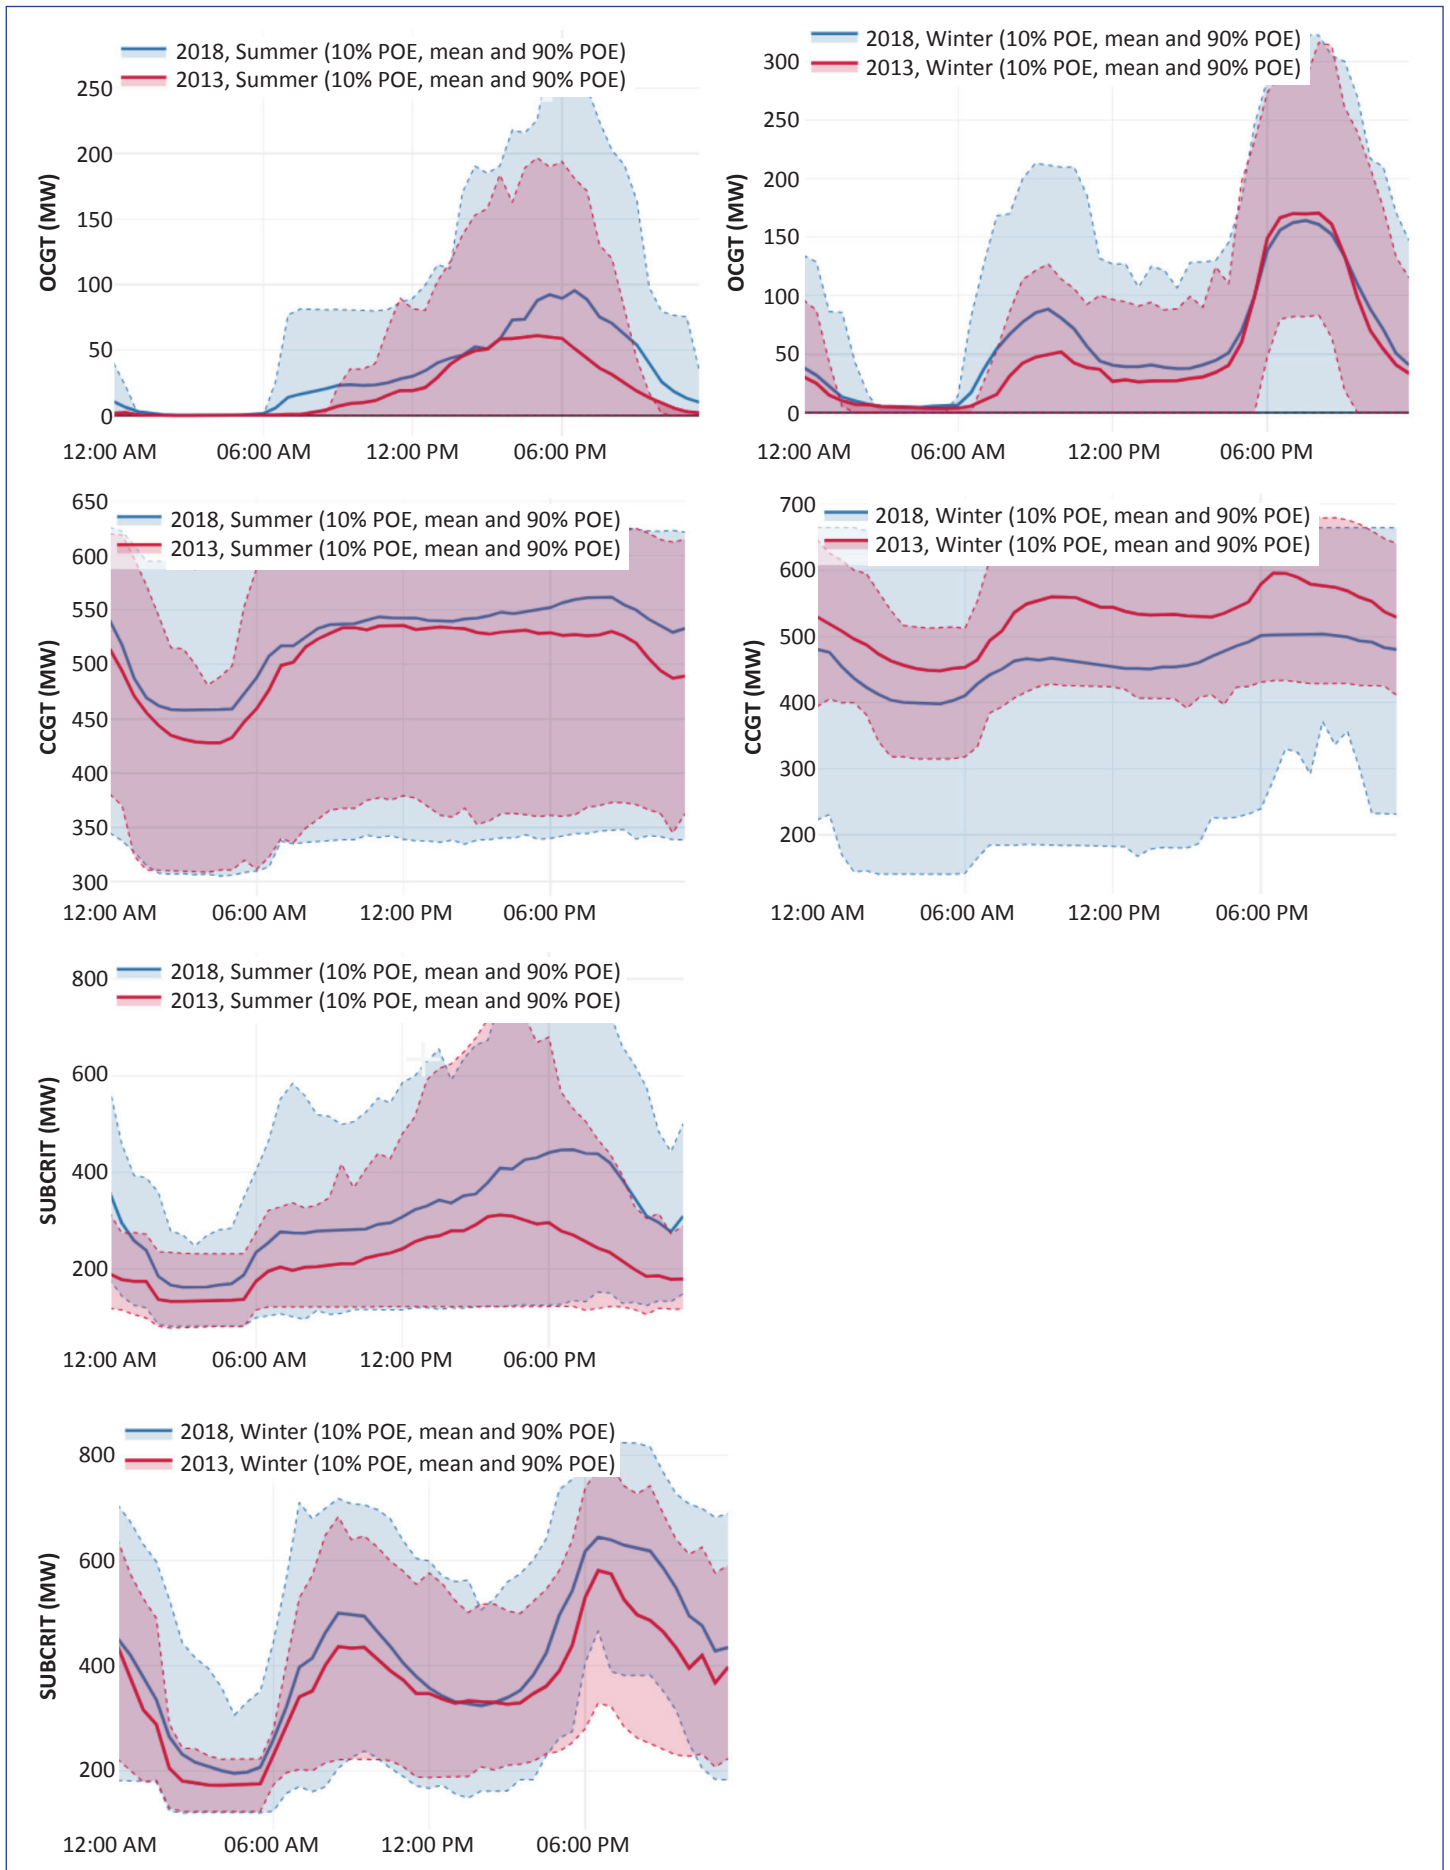 2018, Summer (10% POE, mean and 90% POE)
2013, Summer (10% POE, mean and 90% POE)
OCGT (MW)
250
200
150
100
50
0
12:00 AM
06:00 AM
12:00 PM
06:00 PM
2018, Winter (10% POE, mean and 90% POE)
2013, Winter (10% POE, mean and 90% POE)
OCGT (MW)
300
250
200
150
100
50
0
12:00 AM
06:00 AM
12:00 PM
06:00 PM
2018, Summer (10% POE, mean and 90% POE)
2013, Summer (10% POE, mean and 90% POE)
CCGT (MW)
650
600
550
500
450
400
350
300
12:00 AM
06:00 AM
12:00 PM
06:00 PM
2018, Winter (10% POE, mean and 90% POE)
2013, Winter (10% POE, mean and 90% POE)
CCGT (MW)
700
600
500
400
300
200
12:00 AM
06:00 AM
12:00 PM
06:00 PM
2018, Summer (10% POE, mean and 90% POE)
2013, Summer (10% POE, mean and 90% POE)
SUBCRIT (MW)
800
600
400
200
12:00 AM
06:00 AM
12:00 PM
06:00 PM
2018, Winter (10% POE, mean and 90% POE)
2013, Winter (10% POE, mean and 90% POE)
SUBCRIT (MW)
800
600
400
200
12:00 AM
06:00 AM
12:00 PM
06:00 PM